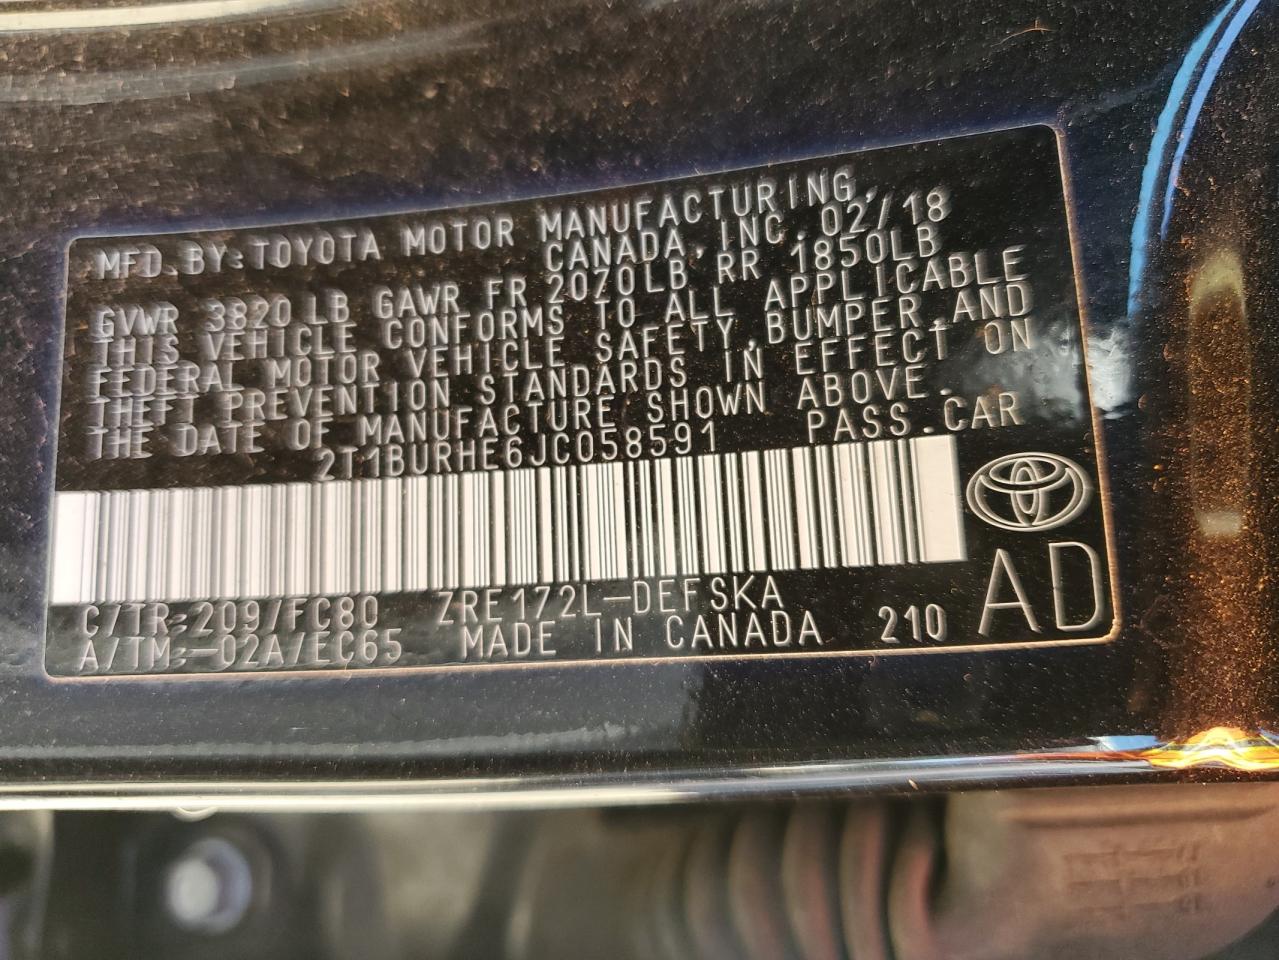 MFD. BY: TOYOTA MOTOR MANUFACTURING,
CANADA, INC. 02/18
GVWR 3820 LB GAWR FR 2070LB RR 1850LB
THIS VEHICLE CONFORMS TO ALL APPLICABLE
FEDERAL MOTOR VEHICLE SAFETY, BUMPER AND
THEFT PREVENTION STANDARDS IN EFFECT ON
THE DATE OF MANUFACTURE SHOWN ABOVE.
2T1BURHE6JC058591 PASS. CAR
C/TR: 209/FC80 ZRE172L-DEFSKA
A/TM: -02A/EC65 MADE IN CANADA 210
AD